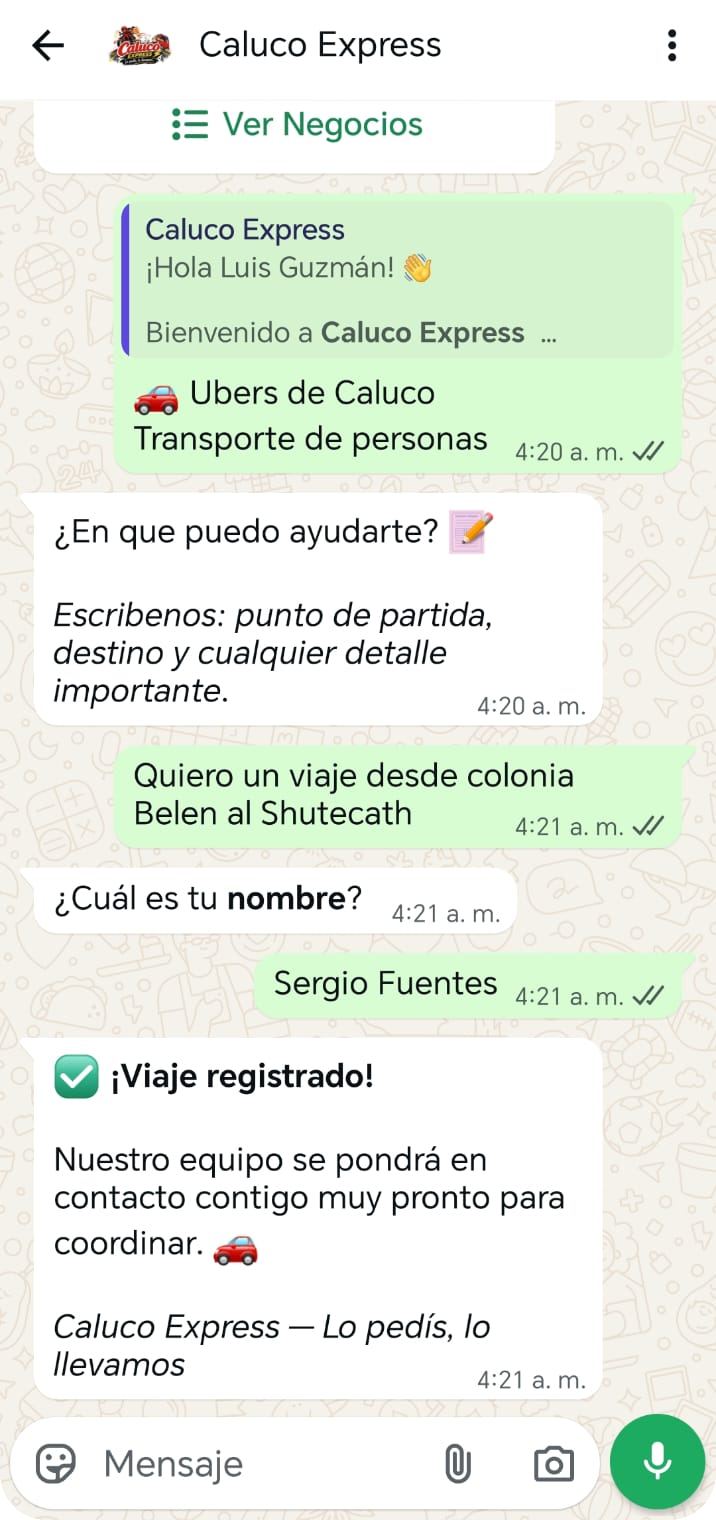 Caluco Express
Ver Negocios
Caluco Express
¡Hola Luis Guzmán! 👋
Bienvenido a Caluco Express ...
🚗 Ubers de Caluco
Transporte de personas
4:20 a. m.
¿En que puedo ayudarte? 📝
Escribenos: punto de partida,
destino y cualquier detalle
importante.
4:20 a. m.
Quiero un viaje desde colonia
Belen al Shutecath
4:21 a. m.
¿Cuál es tu nombre?
4:21 a. m.
Sergio Fuentes
4:21 a. m.
✅ ¡Viaje registrado!
Nuestro equipo se pondrá en
contacto contigo muy pronto para
coordinar. 🚗
Caluco Express — Lo pedís, lo
llevamos
4:21 a. m.
Mensaje